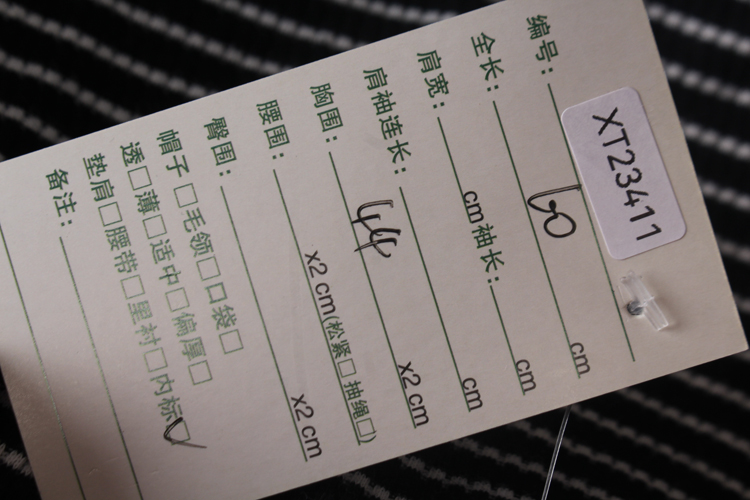 编号: XT23411
全长: 60 cm
肩宽: cm 袖长: cm
肩袖连长: cm
胸围: 44 x2 cm
腰围: x2 cm(松紧□ 抽绳□)
臀围: x2 cm
帽子□毛领□口袋□
透□薄□适中□偏厚□
垫肩□腰带□里衬□内标☑
备注: